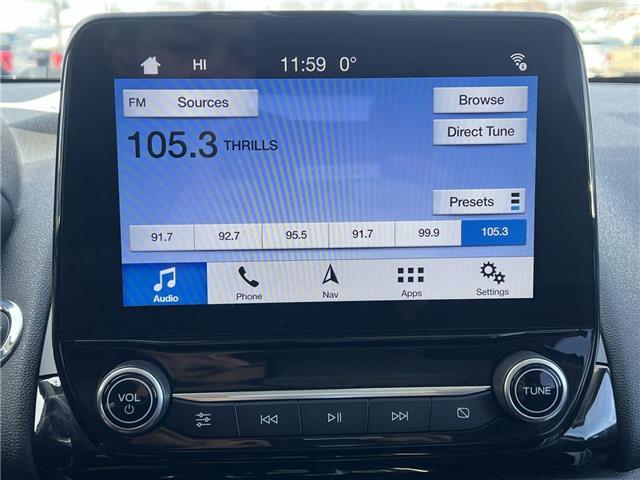 HI 11:59 0°
FM Sources
Browse
105.3 THRILLS
Direct Tune
Presets
91.7 92.7 95.5 91.7 99.9 105.3
Audio Phone Nav Apps Settings
VOL TUNE